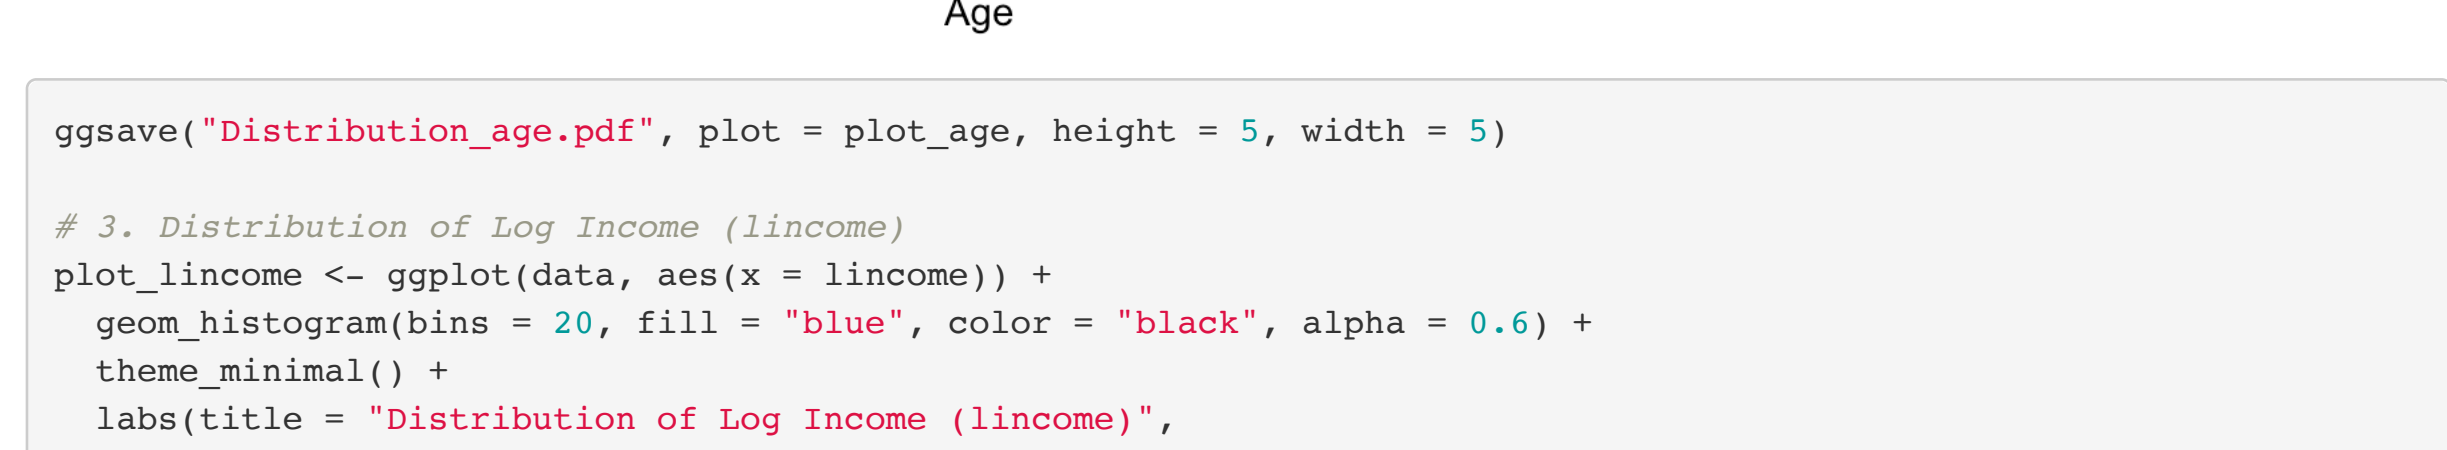 Age
ggsave("Distribution_age.pdf", plot = plot_age, height = 5, width = 5)
# 3. Distribution of Log Income (lincome)
plot_lincome <- ggplot(data, aes(x = lincome)) +
  geom_histogram(bins = 20, fill = "blue", color = "black", alpha = 0.6) +
  theme_minimal() +
  labs(title = "Distribution of Log Income (lincome)",